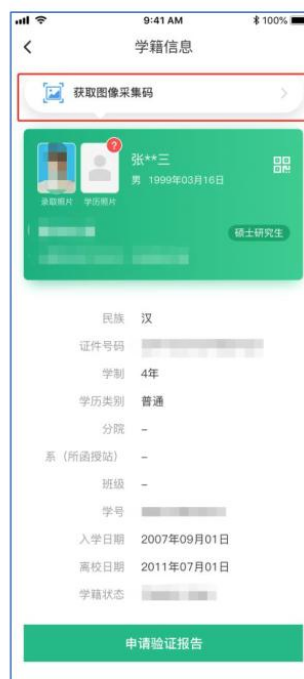 9:41 AM 100%
学籍信息
获取图像采集码
?
张**三
男 1999年03月16日
录取照片 学历照片
硕士研究生
民族 汉
证件号码
学制 4年
学历类别 普通
分院 –
系（所函授站） –
班级 –
学号
入学日期 2007年09月01日
离校日期 2011年07月01日
学籍状态
申请验证报告